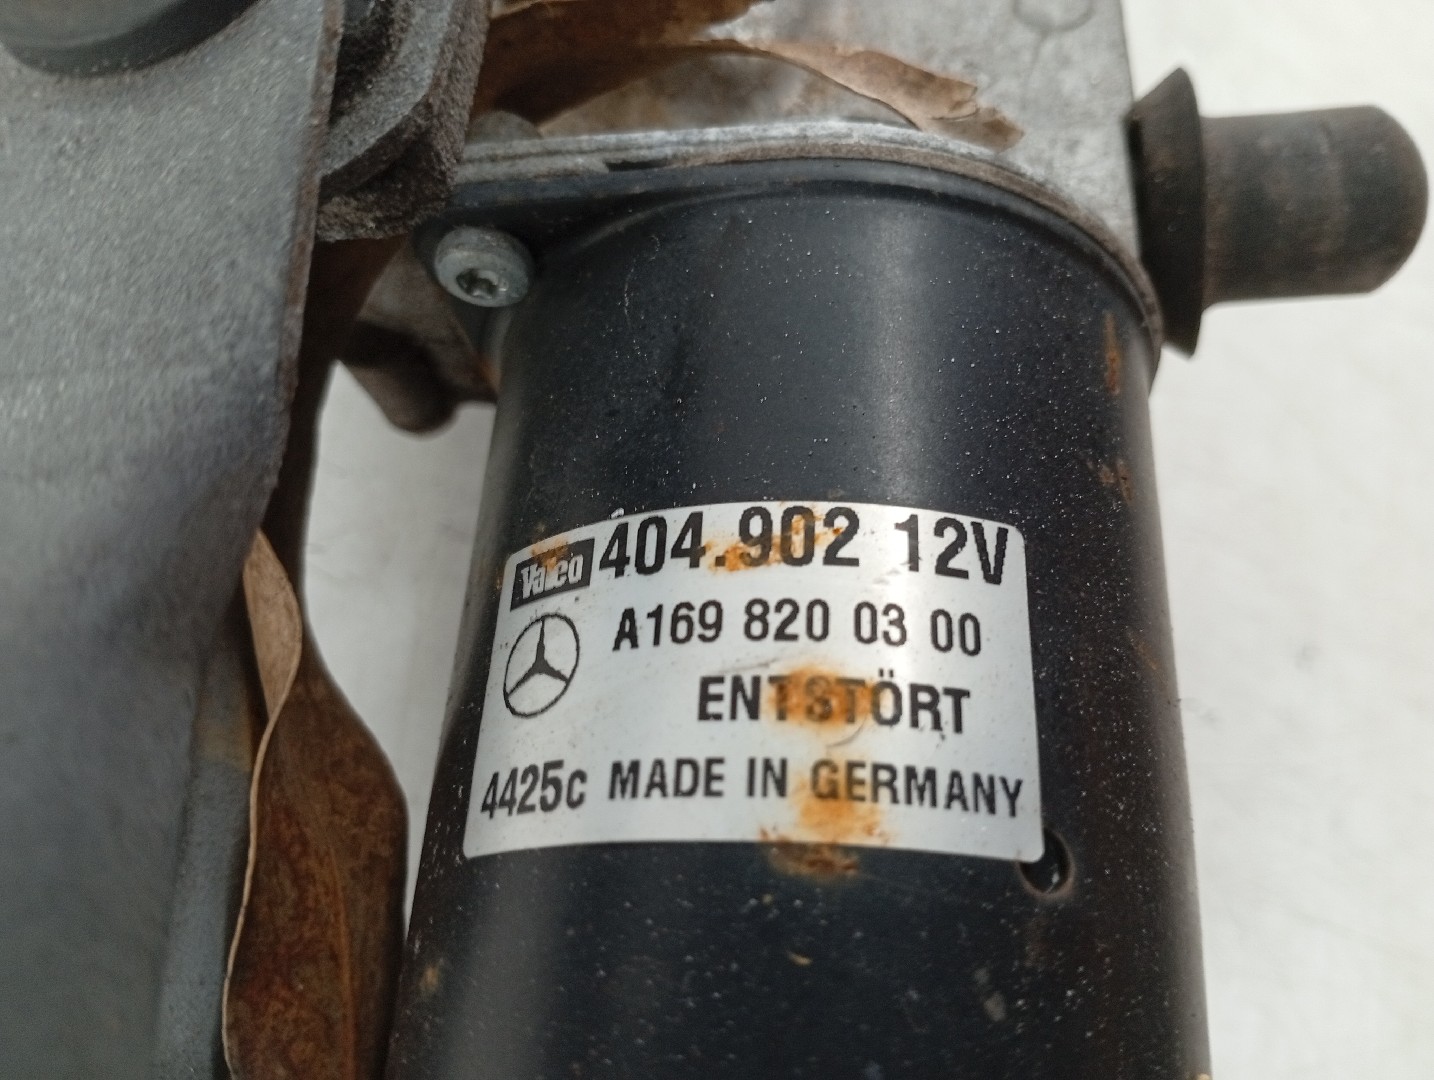 Valeo 404.902 12V
A169 820 03 00
ENTSTÖRT
4425c MADE IN GERMANY